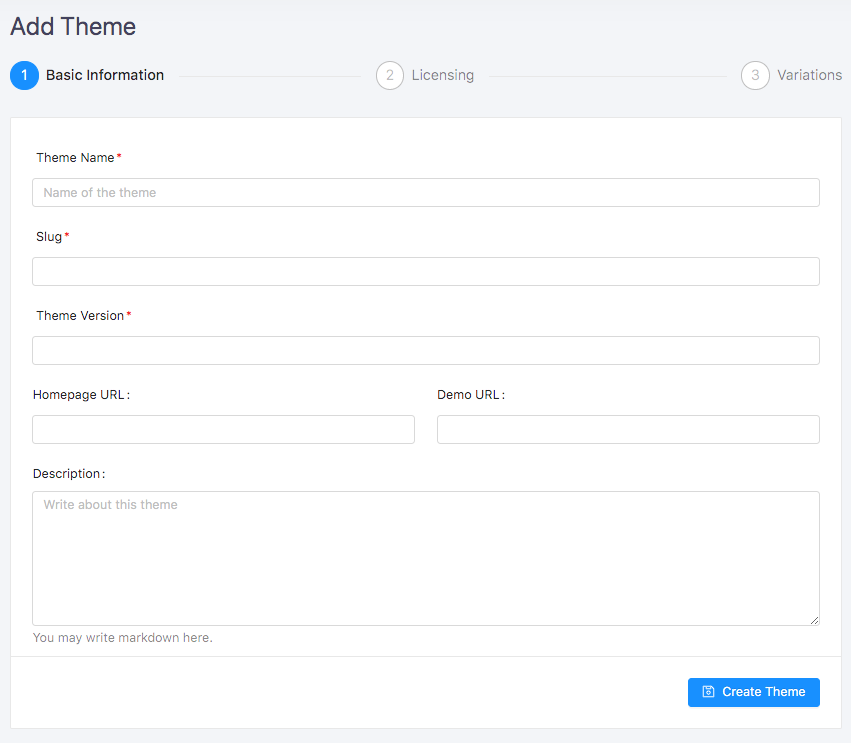 Add Theme
1 Basic Information 2 Licensing 3 Variations
Theme Name*
Name of the theme
Slug*
Theme Version*
Homepage URL: Demo URL:
Description:
Write about this theme
You may write markdown here.
Create Theme